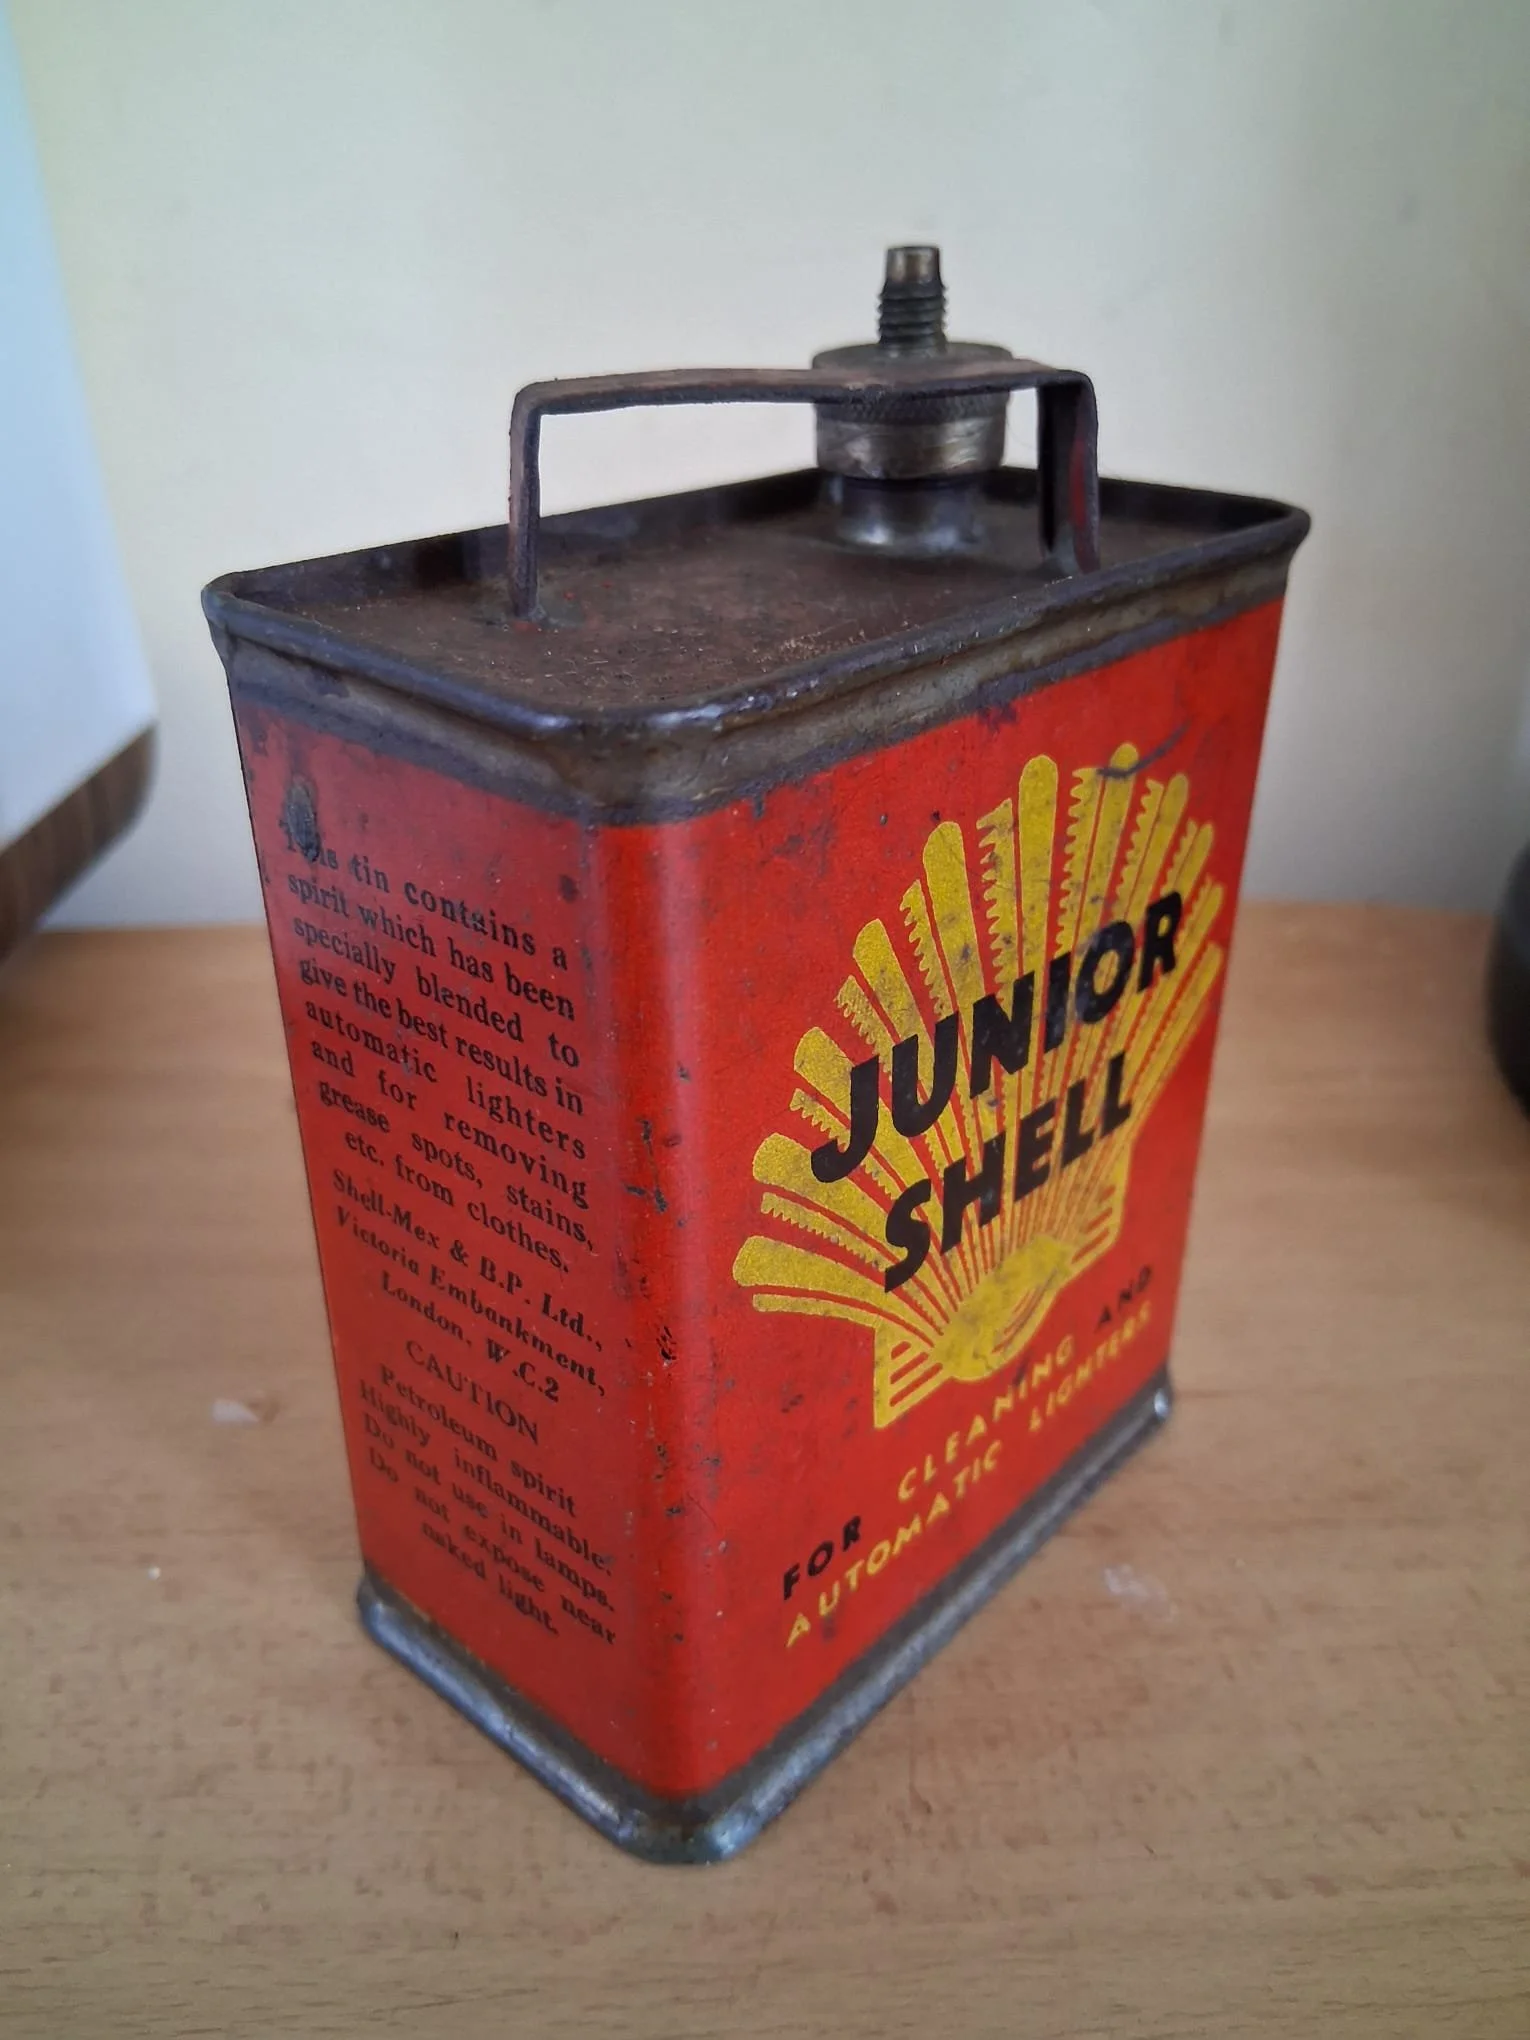 This tin contains a
spirit which has been
specially blended to
give the best results in
automatic lighters
and for removing
grease spots, stains,
etc. from clothes.
Shell-Mex & B.P. Ltd.,
Victoria Embankment,
London, W.C.2
CAUTION
Petroleum spirit
Highly inflammable.
Do not use in lamps.
Do not expose near
naked light.
JUNIOR
SHELL
FOR CLEANING AND
AUTOMATIC LIGHTERS